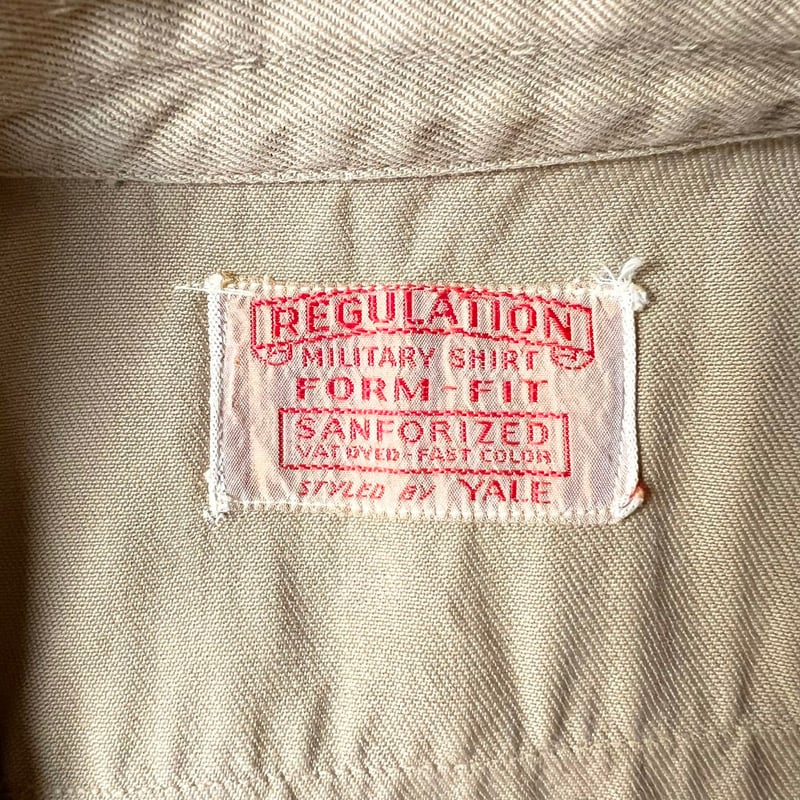 REGULATION
MILITARY SHIRT
FORM-FIT
SANFORIZED
VAT DYED-FAST COLOR
STYLED BY YALE